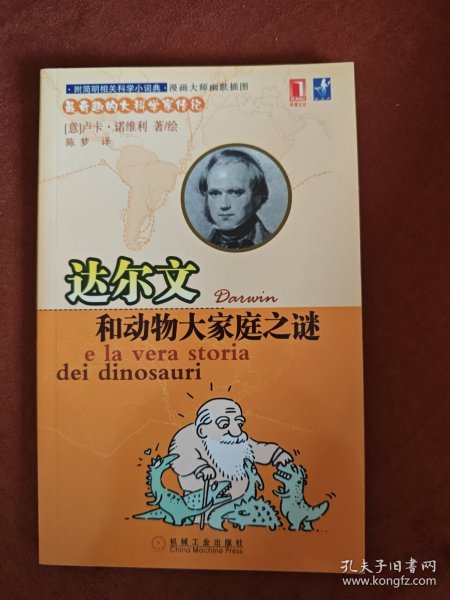 ·附简明相关科学小词典·漫画大师幽默插图
最奇趣的大科学家传记
[意]卢卡·诺维利 著/绘
陈梦 译
达尔文
Darwin
和动物大家庭之谜
e la vera storia
dei dinosauri
机械工业出版社
China Machine Press
孔夫子旧书网
www.kongfz.com